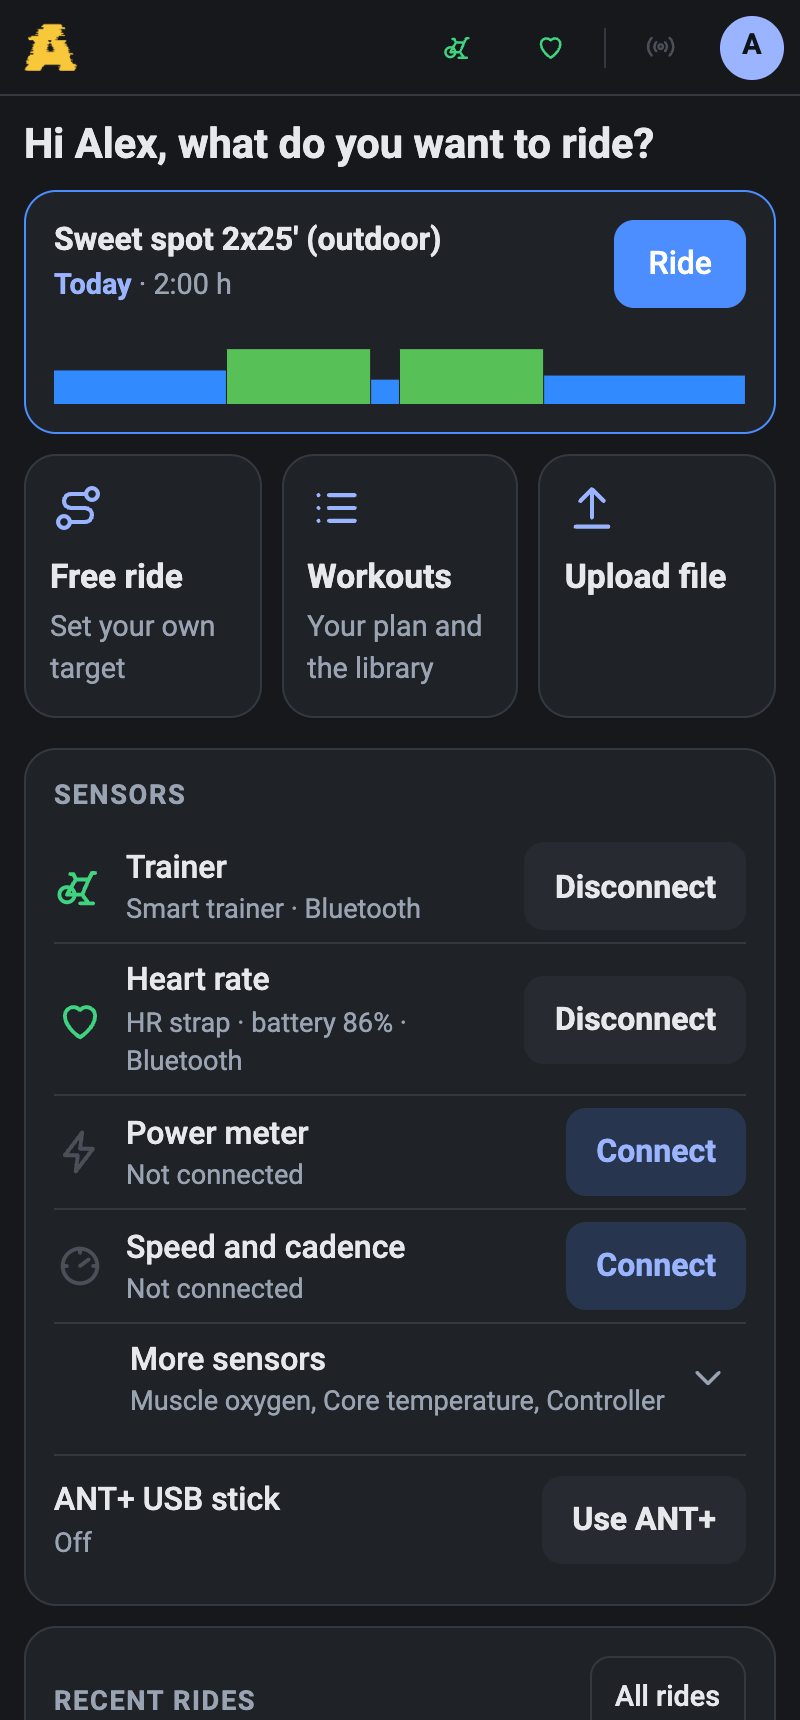 A
A
Hi Alex, what do you want to ride?
Sweet spot 2x25' (outdoor)
Today · 2:00 h
Ride
Free ride
Set your own
target
Workouts
Your plan and
the library
Upload file
SENSORS
Trainer
Smart trainer · Bluetooth
Disconnect
Heart rate
HR strap · battery 86% ·
Bluetooth
Disconnect
Power meter
Not connected
Connect
Speed and cadence
Not connected
Connect
More sensors
Muscle oxygen, Core temperature, Controller
ANT+ USB stick
Off
Use ANT+
RECENT RIDES
All rides